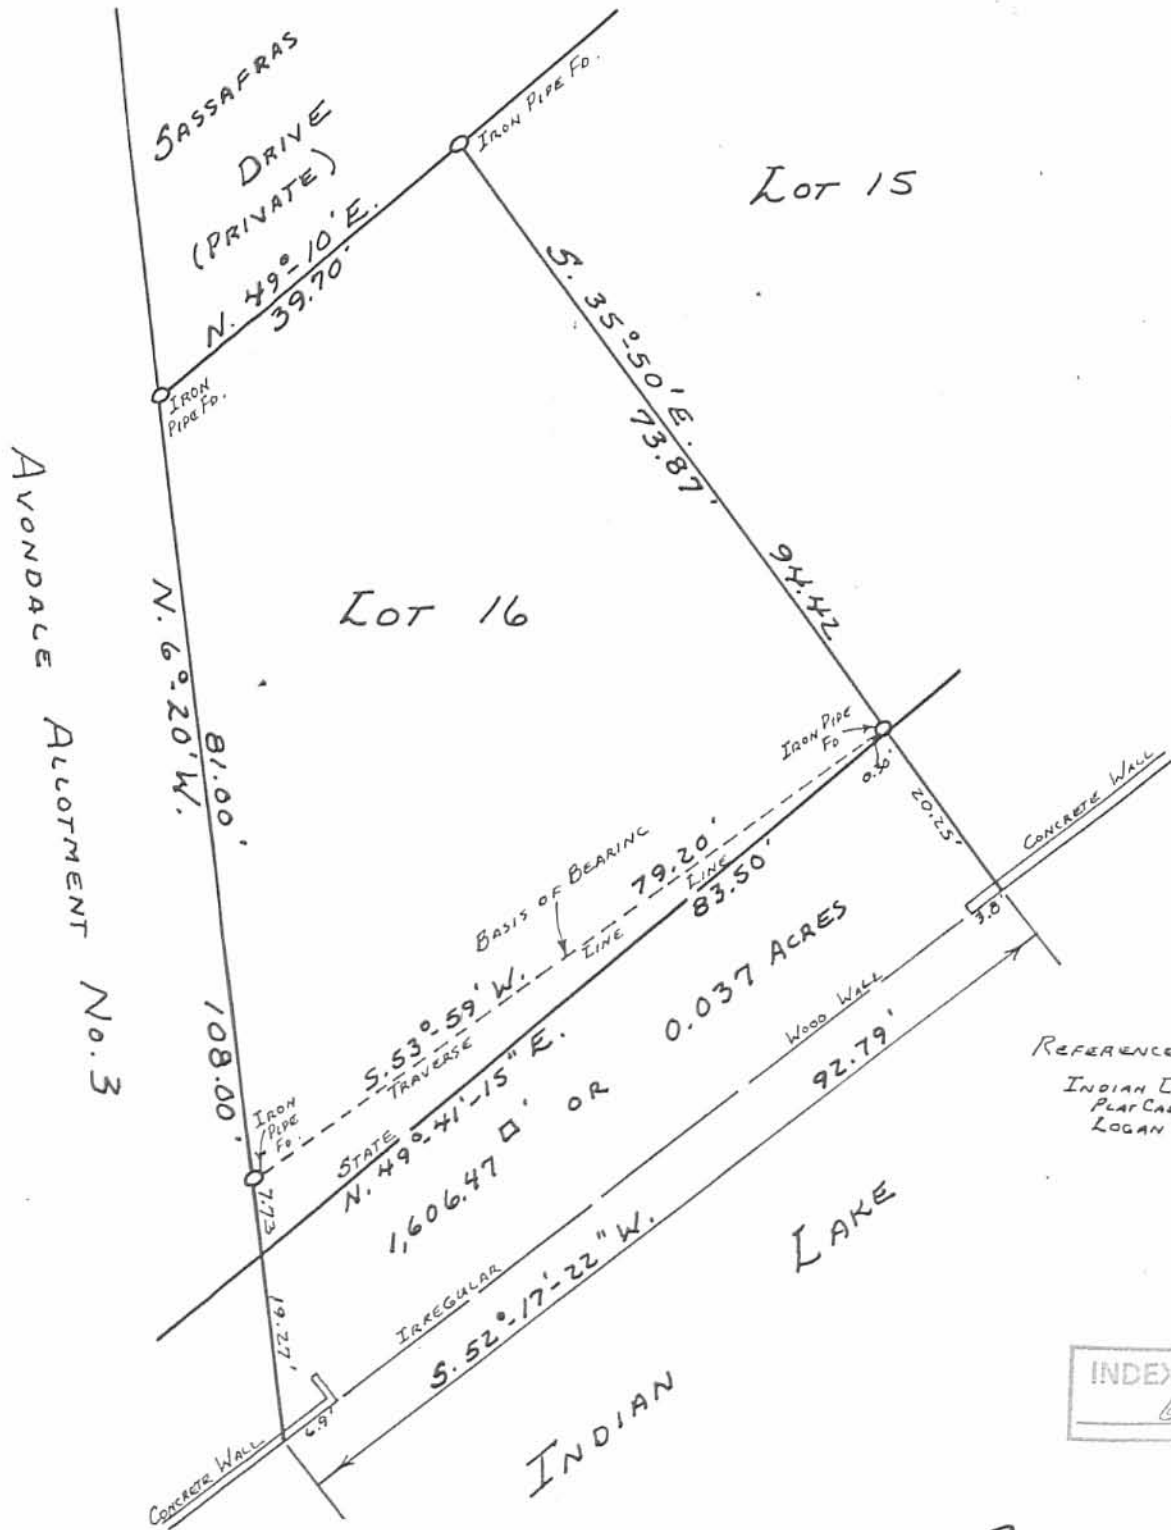 SASSAFRAS
DRIVE
(PRIVATE)
IRON PIPE FD.
LOT 15
N. 49°-10' E.
39.70'
S. 35°-50' E.
73.87'
94.42
IRON
PIPE FD.
AVONDALE ALLOTMENT No. 3
LOT 16
N. 6°-20' W.
81.00'
108.00'
IRON PIPE
FD
0.30'
20.25'
CONCRETE WALL
3.8'
BASIS OF BEARING
79.20'
S. 53°-59' W.
TRAVERSE LINE
STATE LINE
83.50'
N. 49°-41'-15" E.
1,606.47 □' OR 0.037 ACRES
IRON
PIPE
FD.
7.73
19.27'
IRREGULAR WOOD WALL
92.79'
S. 52°-17'-22" W.
6.9'
CONCRETE WALL
INDIAN LAKE
REFERENCE
INDIAN
PLAT
LOGAN
INDEX